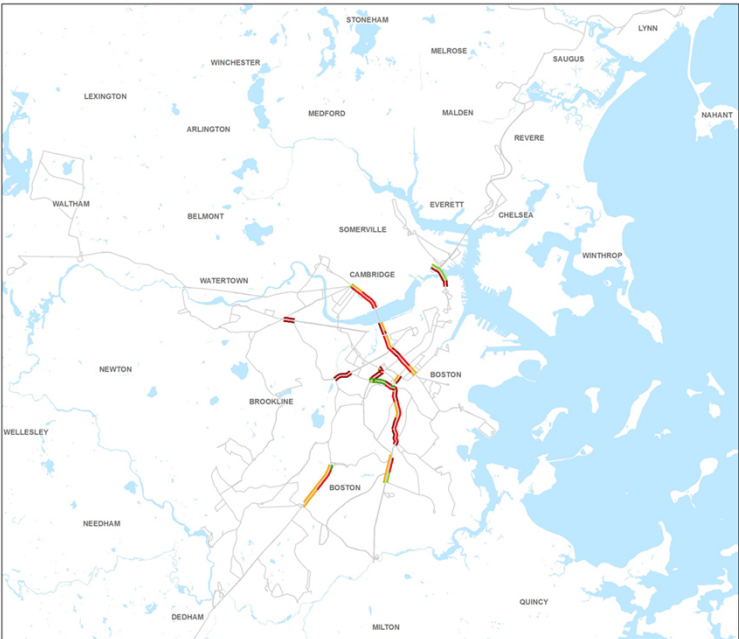 STONEHAM
LYNN
MELROSE
SAUGUS
WINCHESTER
LEXINGTON
MEDFORD
MALDEN
NAHANT
ARLINGTON
REVERE
WALTHAM
EVERETT
BELMONT
CHELSEA
SOMERVILLE
WINTHROP
CAMBRIDGE
WATERTOWN
NEWTON
BOSTON
BROOKLINE
WELLESLEY
BOSTON
NEEDHAM
QUINCY
DEDHAM
MILTON